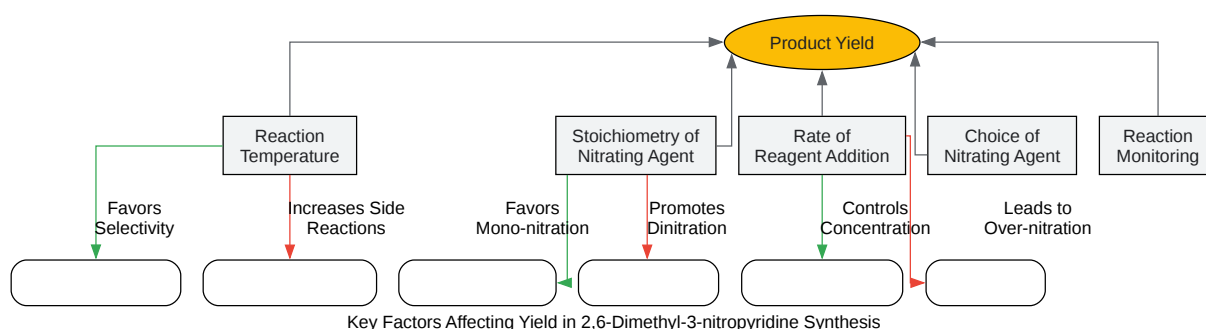 Product Yield
Reaction
Temperature
Stoichiometry of
Nitrating Agent
Rate of
Reagent Addition
Choice of
Nitrating Agent
Reaction
Monitoring
Favors
Selectivity
Increases Side
Reactions
Favors
Mono-nitration
Promotes
Dinitration
Controls
Concentration
Leads to
Over-nitration
Key Factors Affecting Yield in 2,6-Dimethyl-3-nitropyridine Synthesis